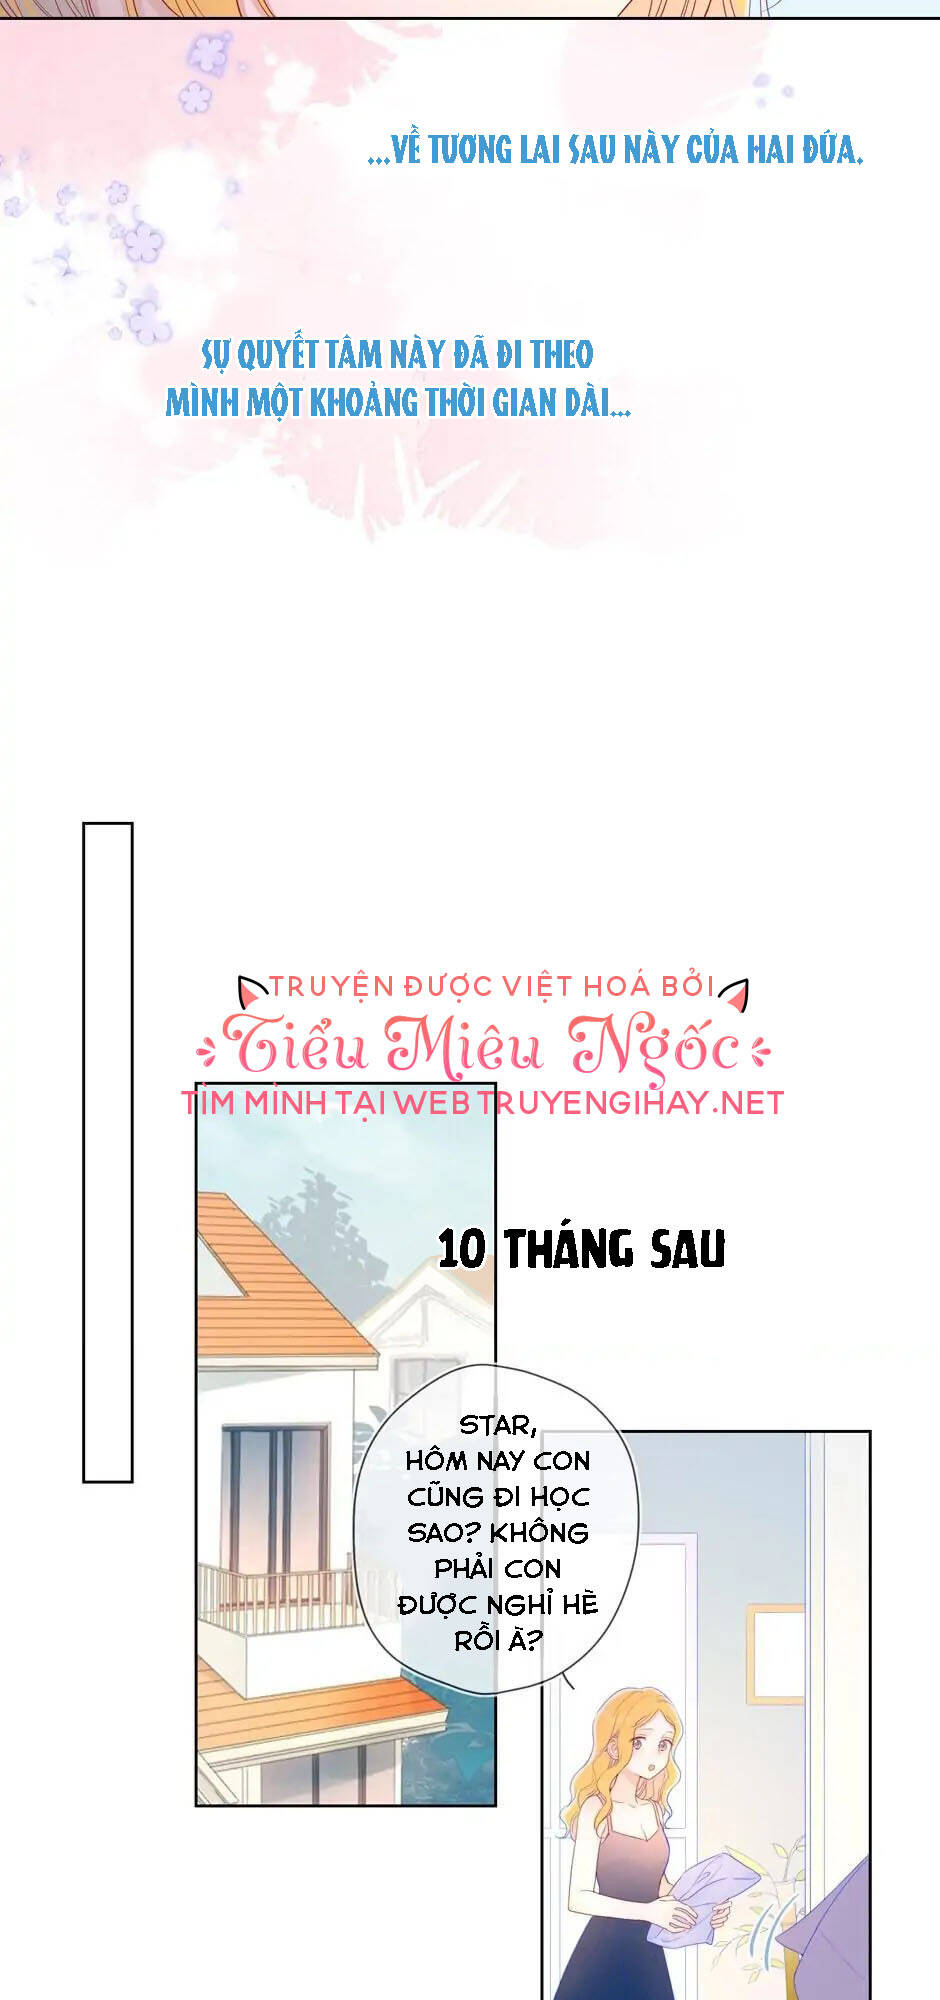 ...VỀ TƯƠNG LAI SAU NÀY CỦA HAI ĐỨA.
SỰ QUYẾT TÂM NÀY ĐÃ ĐI THEO
MÌNH MỘT KHOẢNG THỜI GIAN DÀI...
TRUYỆN ĐƯỢC VIỆT HOÁ BỞI
Tiểu Miêu Ngốc
TÌM MÌNH TẠI WEB TRUYENGIHAY.NET
10 THÁNG SAU
STAR,
HÔM NAY CON
CŨNG ĐI HỌC
SAO? KHÔNG
PHẢI CON
ĐƯỢC NGHỈ HÈ
RỒI À?